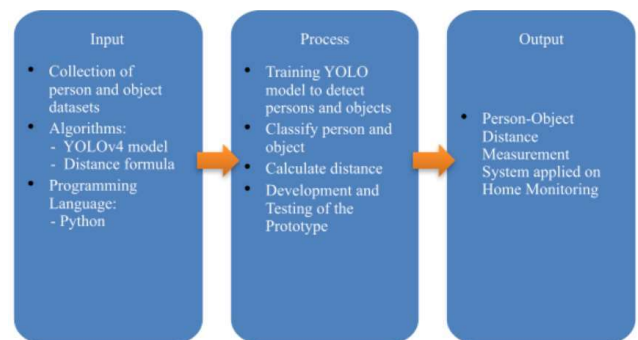 Input
• Collection of
person and object
datasets
• Algorithms:
- YOLOv4 model
- Distance formula
• Programming
Language:
- Python
Process
• Training YOLO
model to detect
persons and objects
• Classify person and
object
• Calculate distance
• Development and
Testing of the
Prototype
Output
• Person-Object
Distance
Measurement
System applied on
Home Monitoring